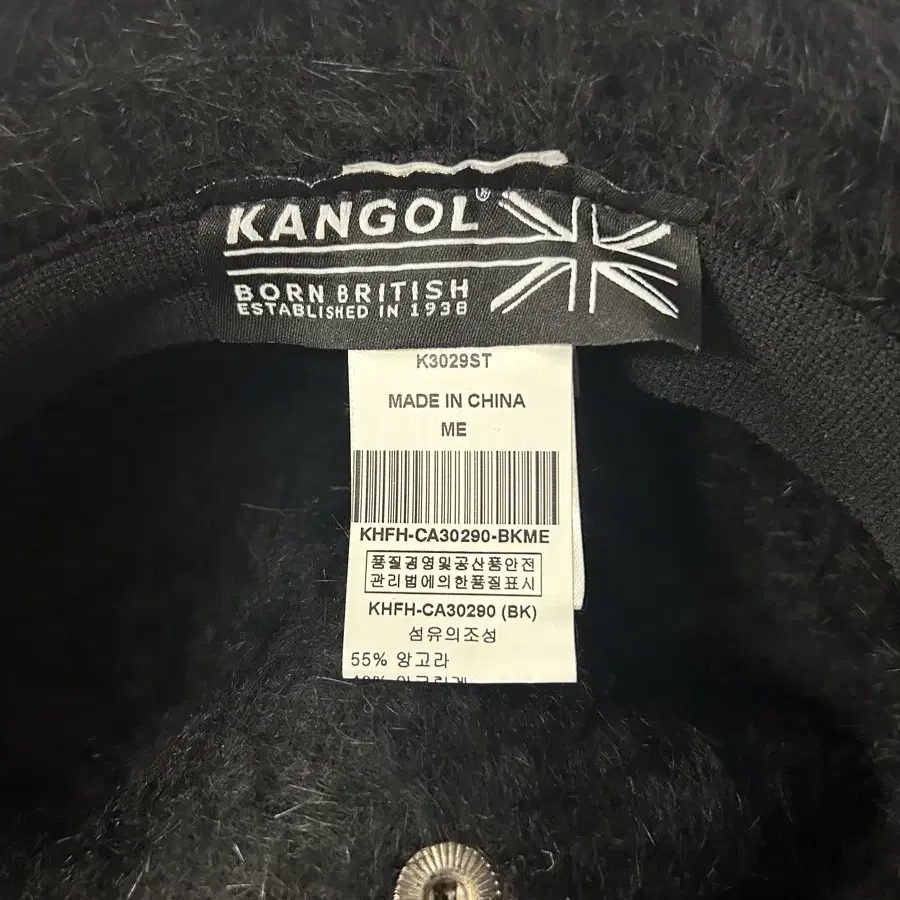 KANGOL®
BORN BRITISH
ESTABLISHED IN 1938
K3029ST
MADE IN CHINA
ME
KHFH-CA30290-BKME
품질경영및공산품안전
관리법에의한품질표시
KHFH-CA30290 (BK)
섬유의조성
55% 앙고라